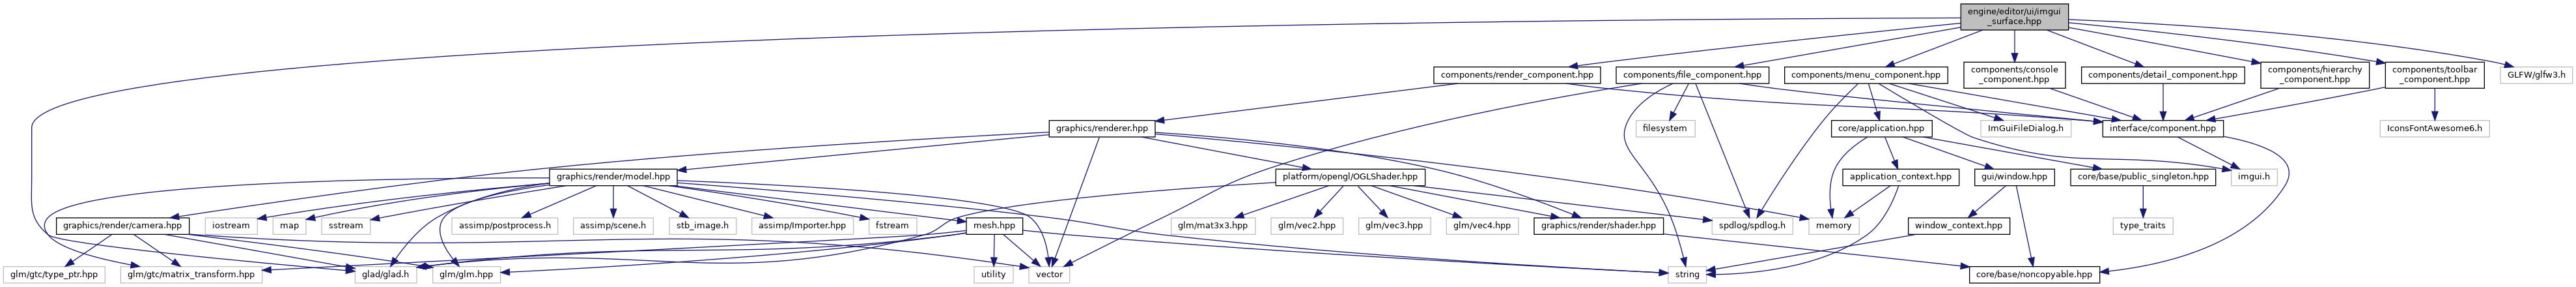 engine/editor/ui/imgui
_surface.hpp
components/render_component.hpp
components/file_component.hpp
components/menu_component.hpp
components/console
_component.hpp
components/detail_component.hpp
components/hierarchy
_component.hpp
components/toolbar
_component.hpp
GLFW/glfw3.h
graphics/renderer.hpp
filesystem
core/application.hpp
ImGuiFileDialog.h
interface/component.hpp
IconsFontAwesome6.h
graphics/render/model.hpp
platform/opengl/OGLShader.hpp
application_context.hpp
gui/window.hpp
core/base/public_singleton.hpp
imgui.h
graphics/render/camera.hpp
iostream
map
sstream
assimp/postprocess.h
assimp/scene.h
stb_image.h
assimp/Importer.hpp
fstream
mesh.hpp
glm/mat3x3.hpp
glm/vec2.hpp
glm/vec3.hpp
glm/vec4.hpp
graphics/render/shader.hpp
spdlog/spdlog.h
memory
window_context.hpp
type_traits
glm/gtc/type_ptr.hpp
glm/gtc/matrix_transform.hpp
glad/glad.h
glm/glm.hpp
utility
vector
string
core/base/noncopyable.hpp